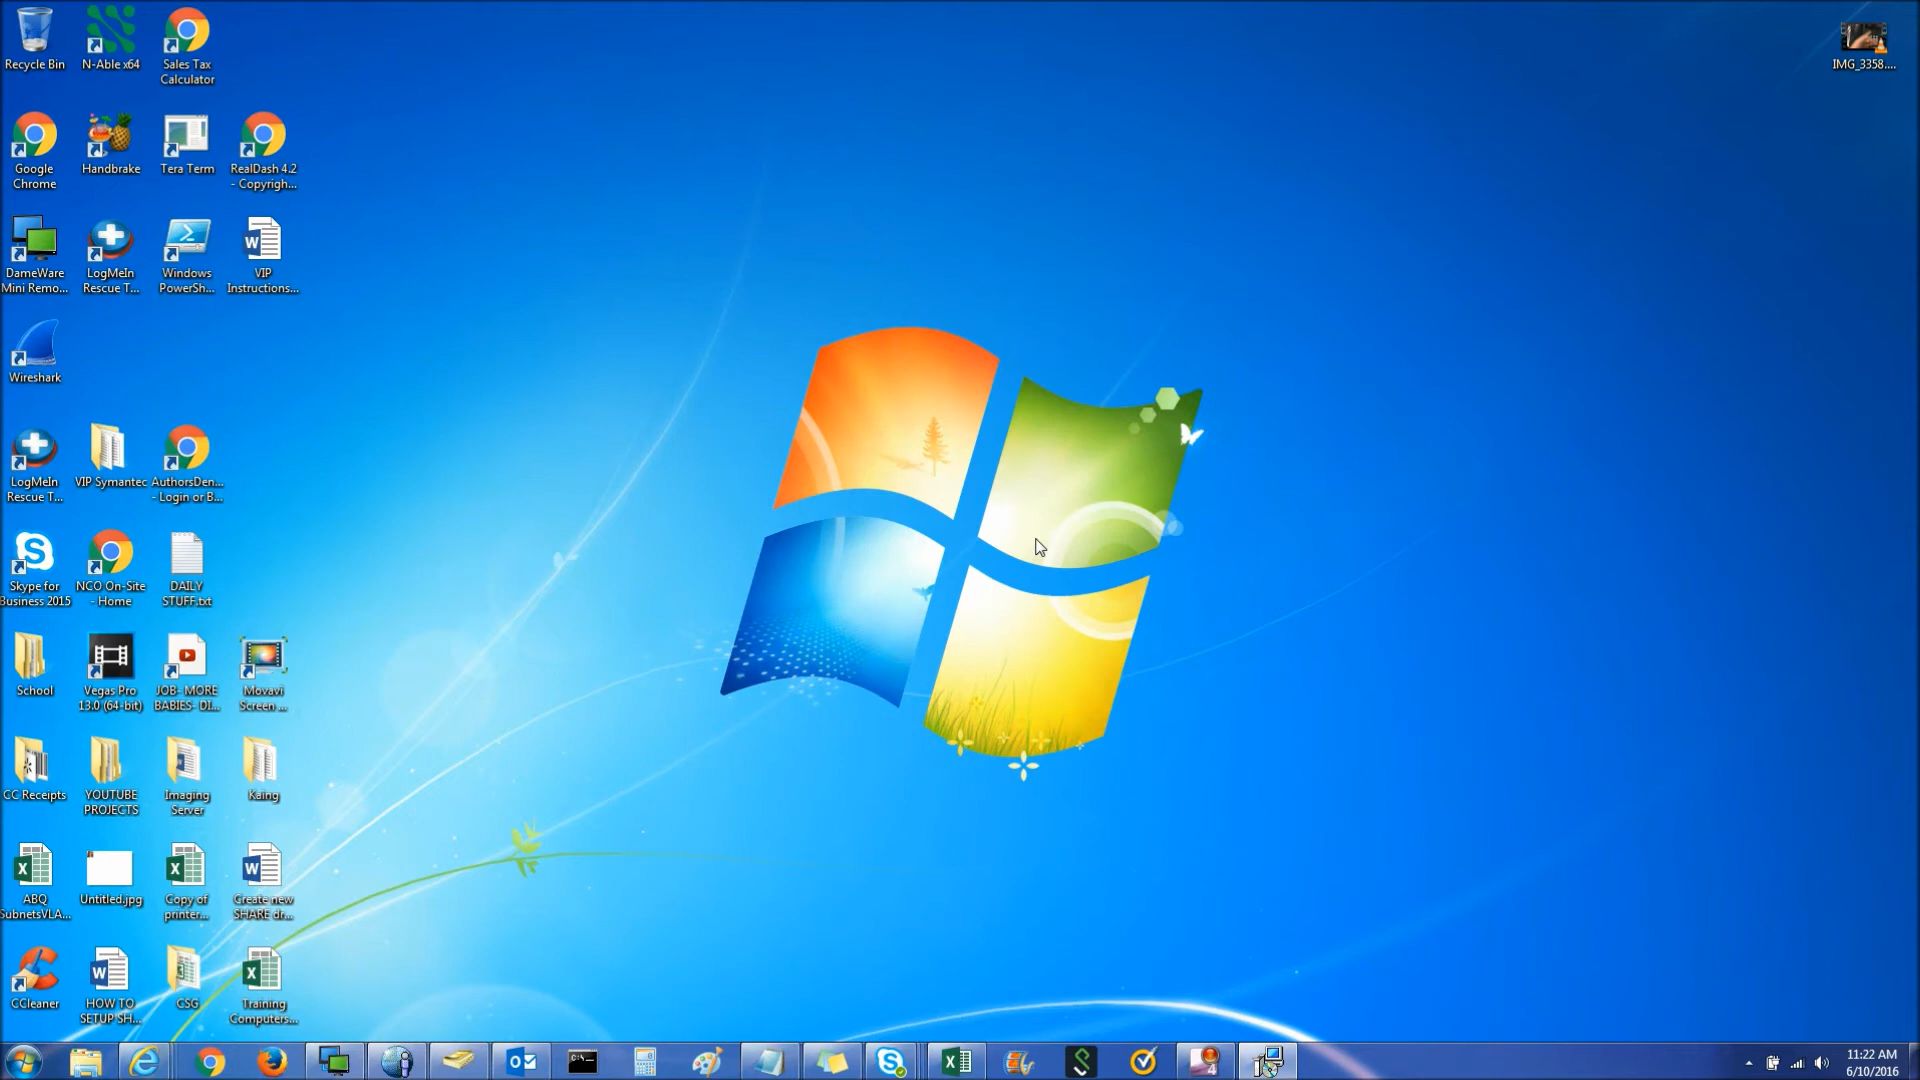 Recycle Bin
N-Able x64
Sales Tax
Calculator
IMG_3358....
Google
Chrome
Handbrake
Tera Term
RealDash 4.2
- Copyrigh...
DameWare
Mini Remo...
LogMeIn
Rescue T...
Windows
PowerSh...
VIP
Instructions...
Wireshark
LogMeIn
Rescue T...
VIP Symantec
AuthorsDen...
- Login or B...
Skype for
Business 2015
NCO On-Site
- Home
DAILY
STUFF.txt
School
Vegas Pro
13.0 (64-bit)
JOB- MORE
BABIES- DI...
Movavi
Screen ...
CC Receipts
YOUTUBE
PROJECTS
Imaging
Server
Kaing
ABQ
SubnetsVLA...
Untitled.jpg
Copy of
printer...
Create new
SHARE dr...
CCleaner
HOW TO
SETUP SH...
CSG
Training
Computers...
11:22 AM
6/10/2016